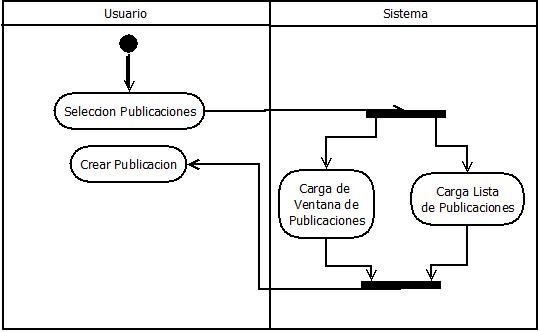 Usuario
Sistema
Seleccion Publicaciones
Crear Publicacion
Carga de
Ventana de
Publicaciones
Carga Lista
de Publicaciones